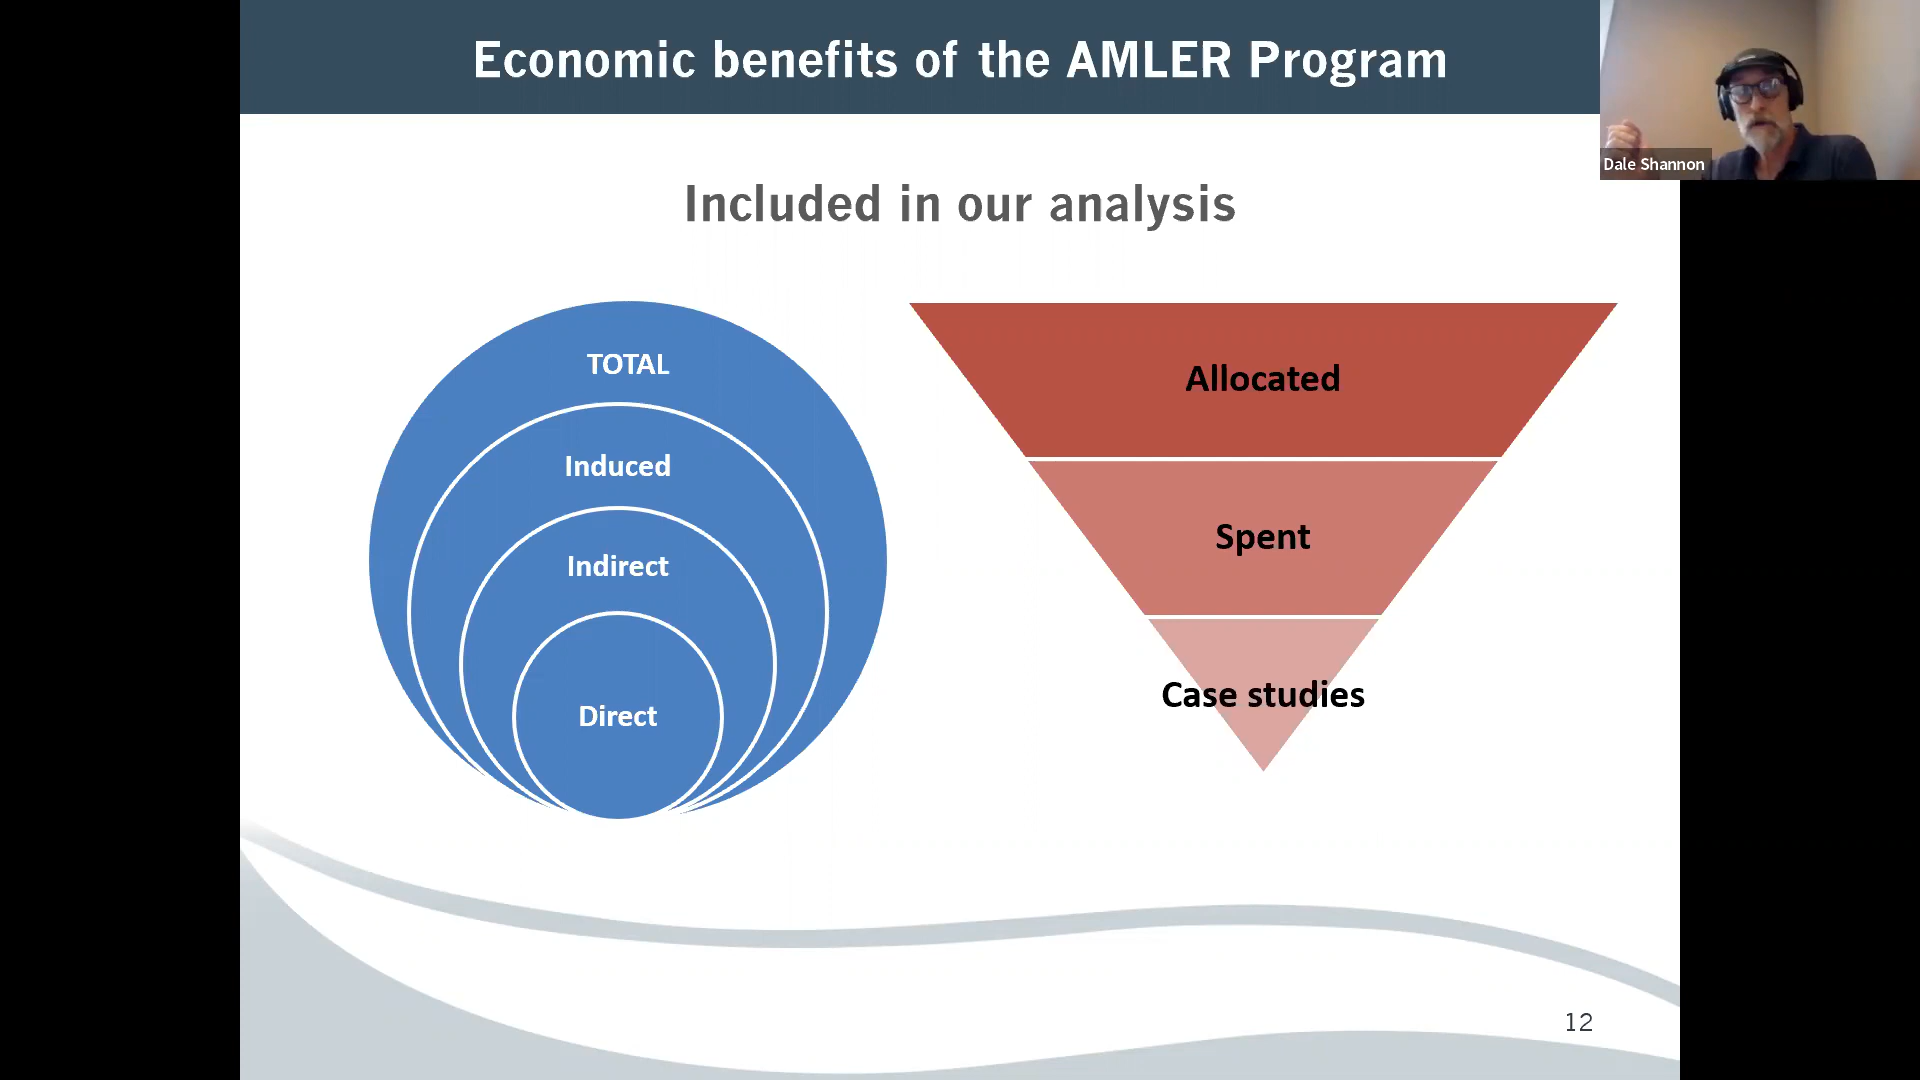 Economic benefits of the AMLER Program
Dale Shannon
Included in our analysis
TOTAL
Induced
Indirect
Direct
Allocated
Spent
Case studies
12